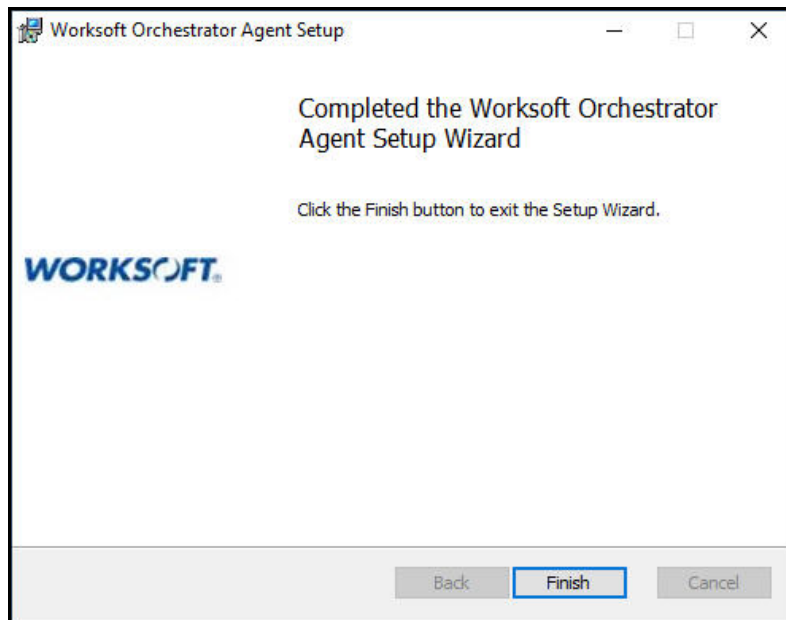 Worksoft Orchestrator Agent Setup
Completed the Worksoft Orchestrator
Agent Setup Wizard
Click the Finish button to exit the Setup Wizard.
WORKSOFT®
Back
Finish
Cancel